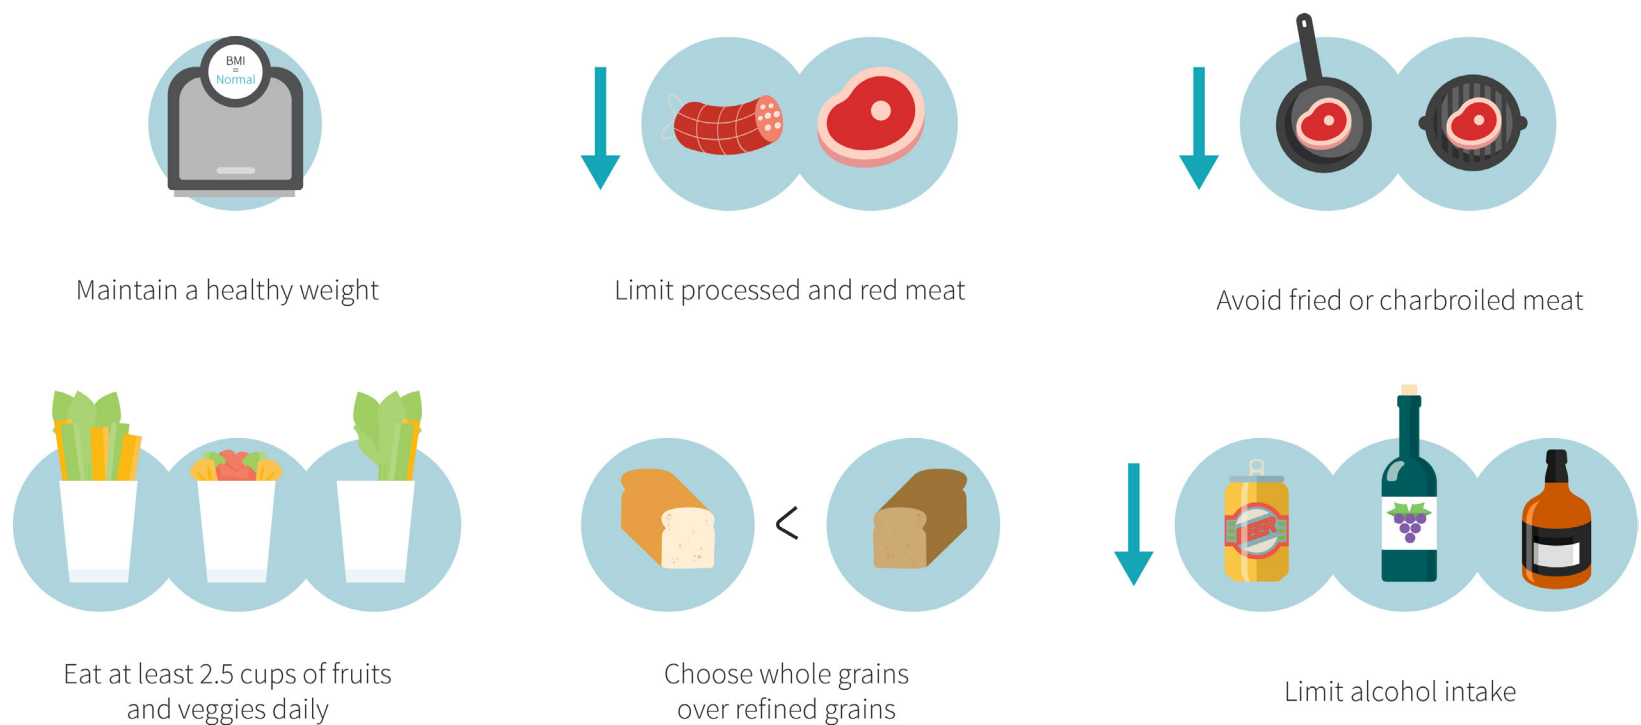 BMI
=
Normal
Maintain a healthy weight
Limit processed and red meat
Avoid fried or charbroiled meat
Eat at least 2.5 cups of fruits
and veggies daily
<
Choose whole grains
over refined grains
BEER
Limit alcohol intake